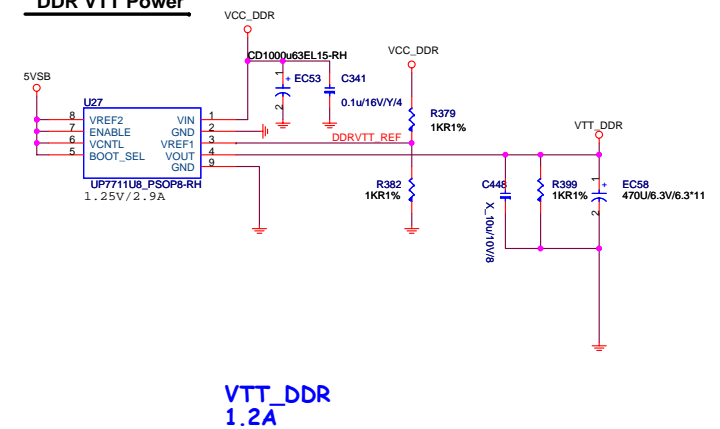 DDR VTT Power
VCC_DDR
CD1000u63EL15-RH
VCC_DDR
5VSB
1
+ EC53
C341
2
0.1u/16V/Y/4
U27
8 VREF2 VIN 1
7 ENABLE GND 2
6 VCNTL VREF1 3
5 BOOT_SEL VOUT 4
GND 9
UP7711U8_PSOP8-RH
1.25V/2.9A
R379
1KR1%
DDRVTT_REF
VTT_DDR
R382
1KR1%
C448
X_10u/10V/8
R399
1KR1%
1
+
2
EC58
470U/6.3V/6.3*11
VTT_DDR
1.2A